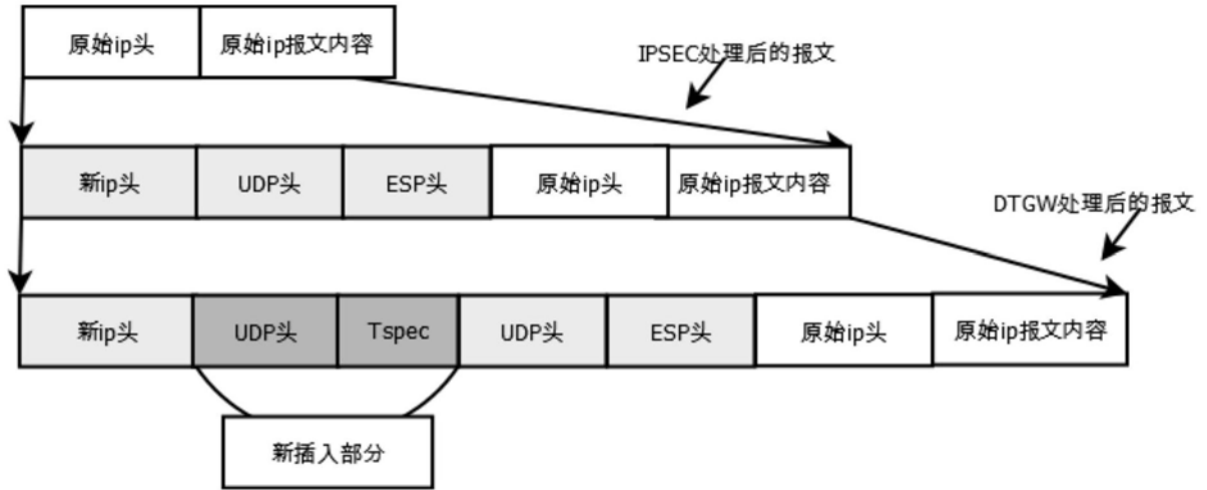 原始ip头
原始ip报文内容
IPSEC处理后的报文
新ip头
UDP头
ESP头
原始ip头
原始ip报文内容
DTGW处理后的报文
新ip头
UDP头
Tspec
UDP头
ESP头
原始ip头
原始ip报文内容
新插入部分